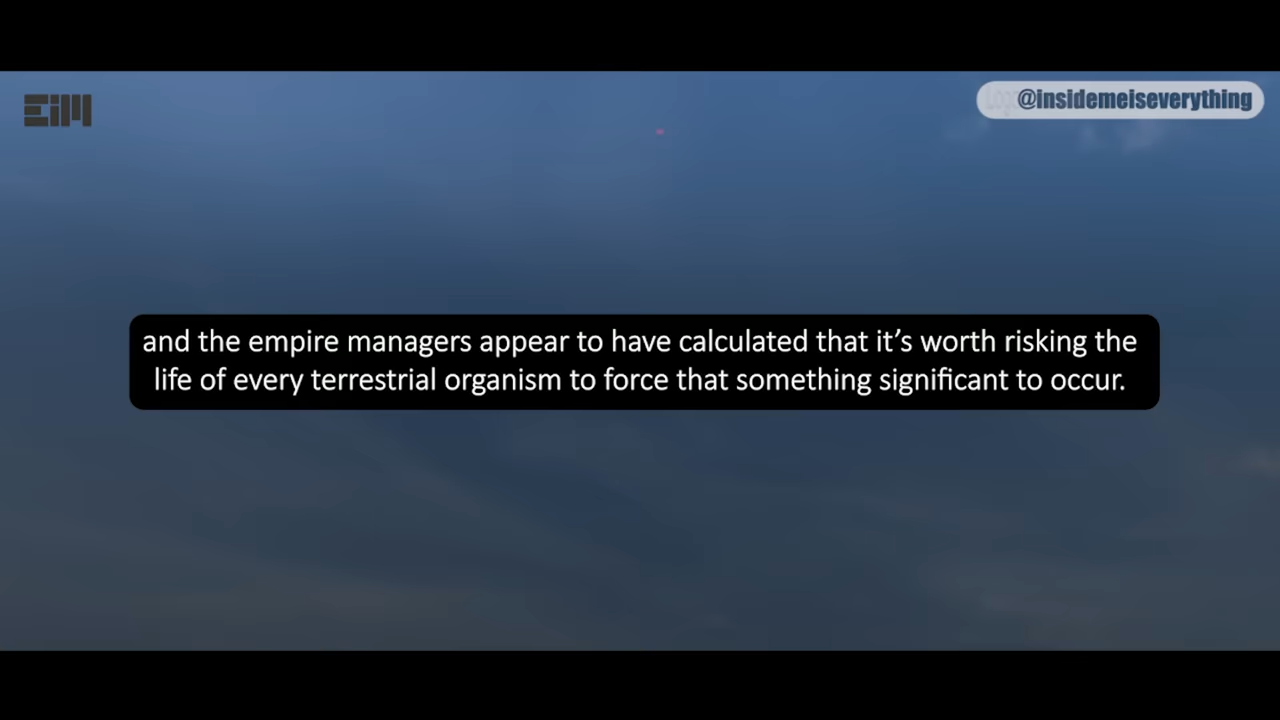 EiM
@insidemeiseverything
and the empire managers appear to have calculated that it’s worth risking the
life of every terrestrial organism to force that something significant to occur.